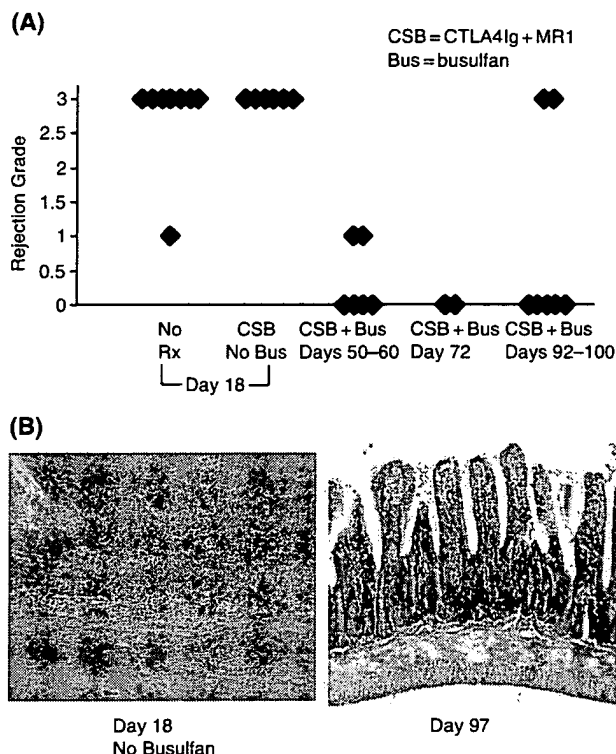 (A)
CSB = CTLA4Ig + MR1
Bus = busulfan
Rejection Grade
3
2.5
2
1.5
1
0.5
0
No Rx
CSB No Bus
CSB + Bus Days 50–60
CSB + Bus Day 72
CSB + Bus Days 92–100
Day 18
(B)
Day 18
No Busulfan
Day 97